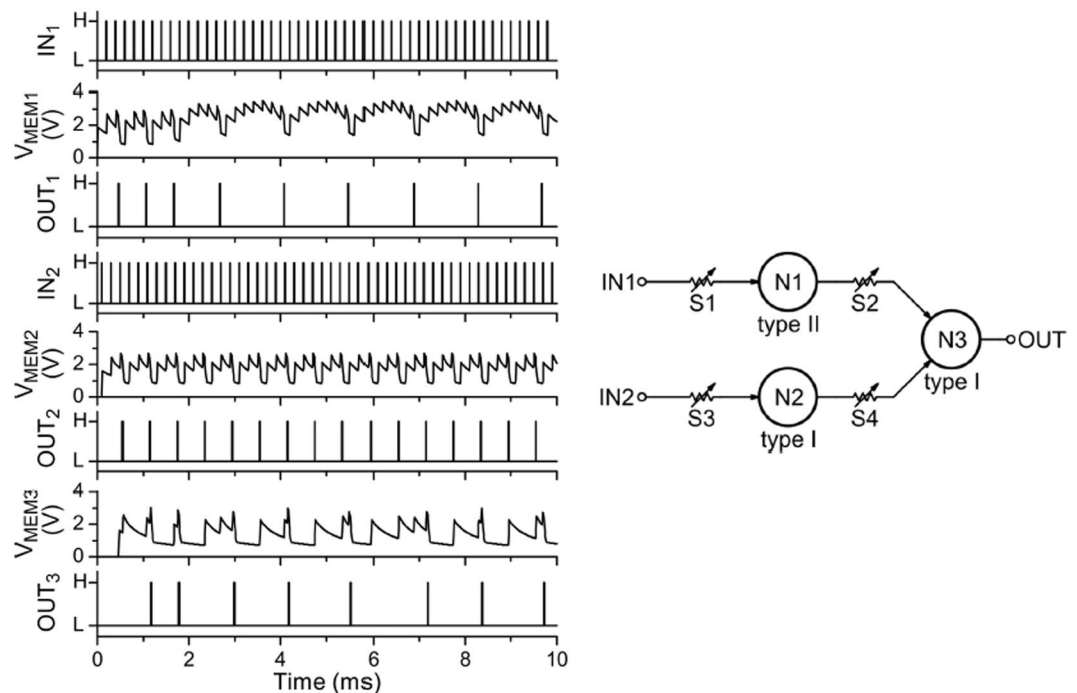 IN1
H
L
VMEM1
(V)
4
2
0
OUT1
H
L
IN2
H
L
VMEM2
(V)
4
2
0
OUT2
H
L
VMEM3
(V)
4
2
0
OUT3
H
L
0 2 4 6 8 10
Time (ms)
IN1
S1
N1
type II
S2
N3
type I
OUT
IN2
S3
N2
type I
S4